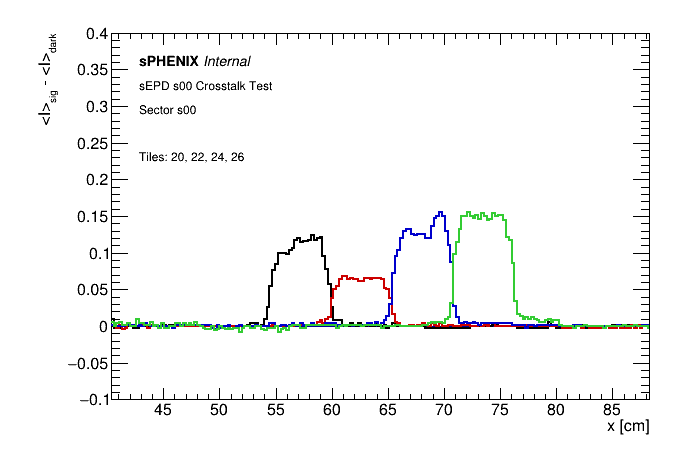 0.4
0.35
0.3
0.25
0.2
0.15
0.1
0.05
0
−0.05
−0.1
<I>sig - <I>dark
sPHENIX Internal
sEPD s00 Crosstalk Test
Sector s00
Tiles: 20, 22, 24, 26
45 50 55 60 65 70 75 80 85
x [cm]